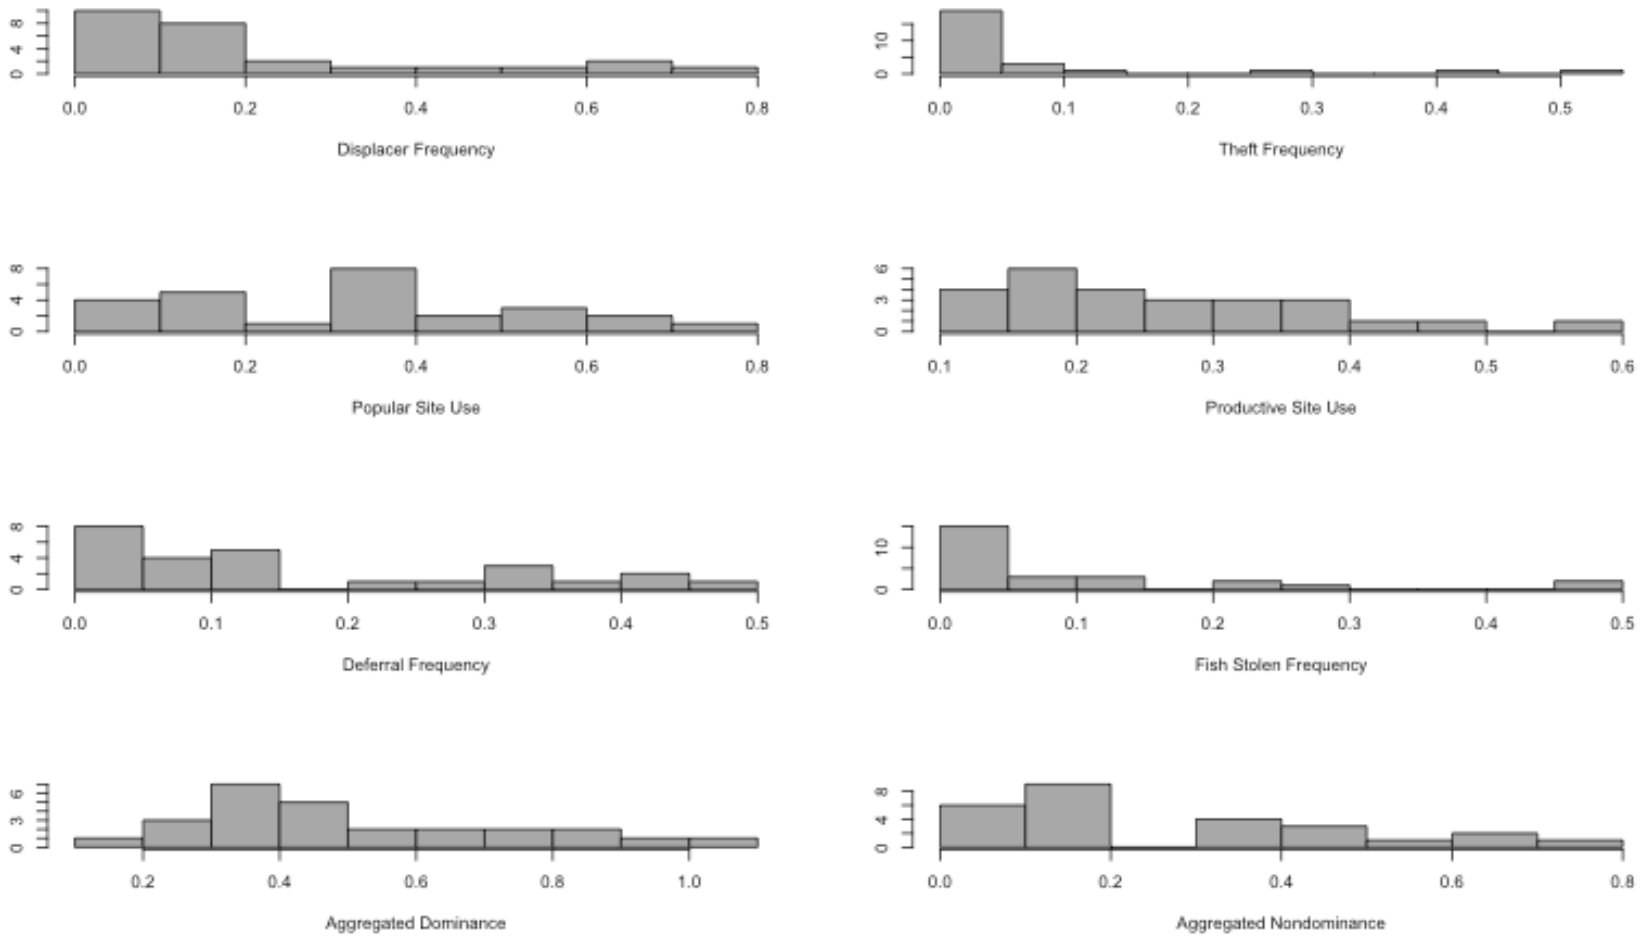 0 4 8
0.0 0.2 0.4 0.6 0.8
Displacer Frequency
0 10
0.0 0.1 0.2 0.3 0.4 0.5
Theft Frequency
0 4 8
0.0 0.2 0.4 0.6 0.8
Popular Site Use
0 3 6
0.1 0.2 0.3 0.4 0.5 0.6
Productive Site Use
0 4 8
0.0 0.1 0.2 0.3 0.4 0.5
Deferral Frequency
0 10
0.0 0.1 0.2 0.3 0.4 0.5
Fish Stolen Frequency
0 3 6
0.2 0.4 0.6 0.8 1.0
Aggregated Dominance
0 4 8
0.0 0.2 0.4 0.6 0.8
Aggregated Nondominance